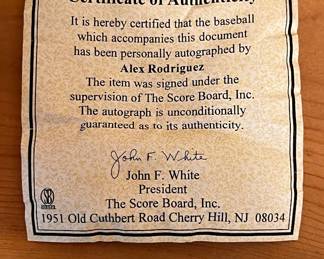 Certificate of Authenticity
It is hereby certified that the baseball
which accompanies this document
has been personally autographed by
Alex Rodriguez
The item was signed under the
supervision of The Score Board, Inc.
The autograph is unconditionally
guaranteed as to its authenticity.
John F. White
John F. White
President
The Score Board, Inc.
1951 Old Cuthbert Road Cherry Hill, NJ 08034